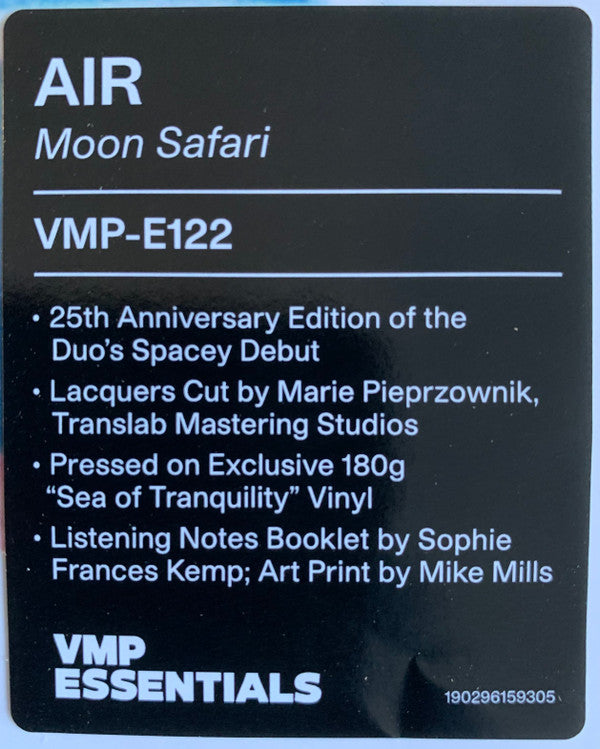 AIR
Moon Safari
VMP-E122
• 25th Anniversary Edition of the
Duo's Spacey Debut
• Lacquers Cut by Marie Pieprzownik,
Translab Mastering Studios
• Pressed on Exclusive 180g
“Sea of Tranquility” Vinyl
• Listening Notes Booklet by Sophie
Frances Kemp; Art Print by Mike Mills
VMP
ESSENTIALS
190296159305